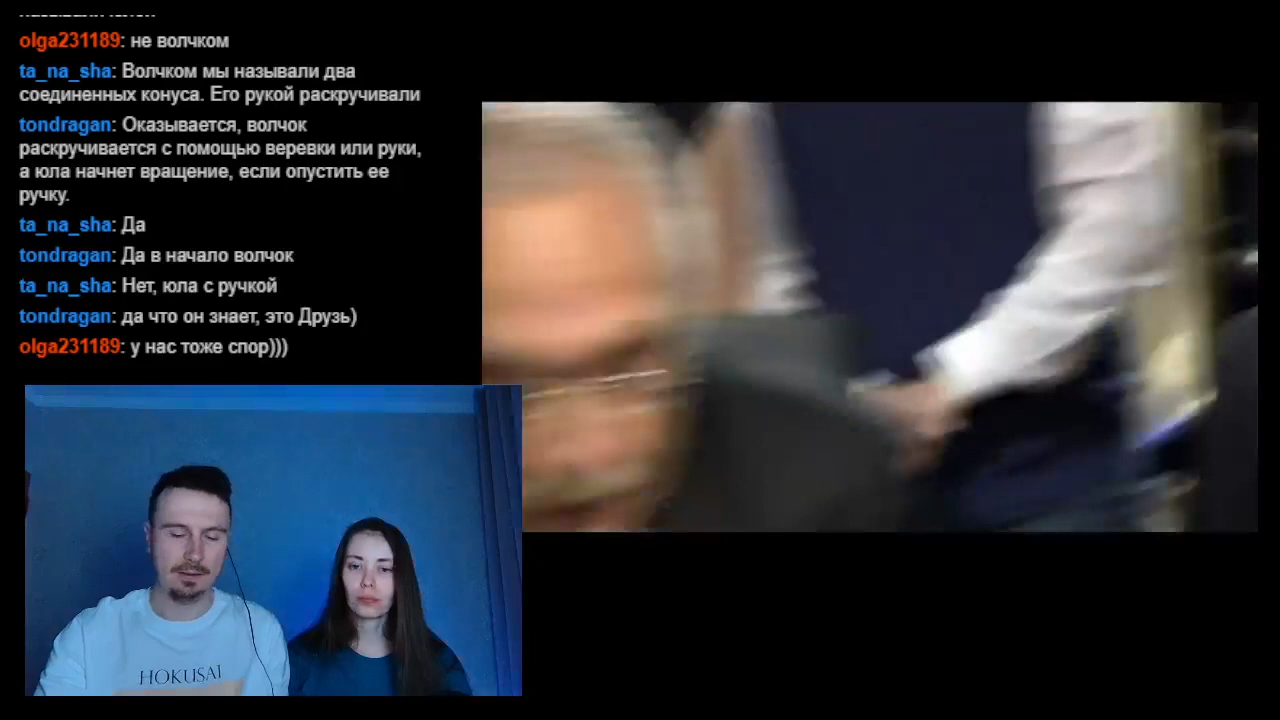 olga231189: не волчком
ta_na_sha: Волчком мы называли два
соединенных конуса. Его рукой раскручивали
tondragan: Оказывается, волчок
раскручивается с помощью веревки или руки,
а юла начнет вращение, если опустить ее
ручку.
ta_na_sha: Да
tondragan: Да в начало волчок
ta_na_sha: Нет, юла с ручкой
tondragan: да что он знает, это Друзь)
olga231189: у нас тоже спор)))
HOKUSAI